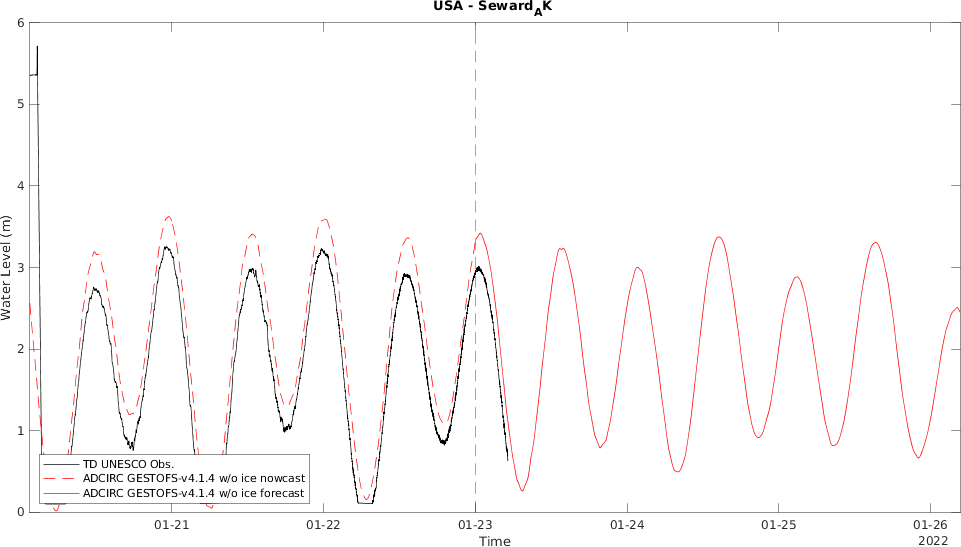 USA - Seward_AK
6
5
4
3
2
1
0
Water Level (m)
TD UNESCO Obs.
ADCIRC GESTOFS-v4.1.4 w/o ice nowcast
ADCIRC GESTOFS-v4.1.4 w/o ice forecast
01-21 01-22 01-23 01-24 01-25 01-26
Time
2022